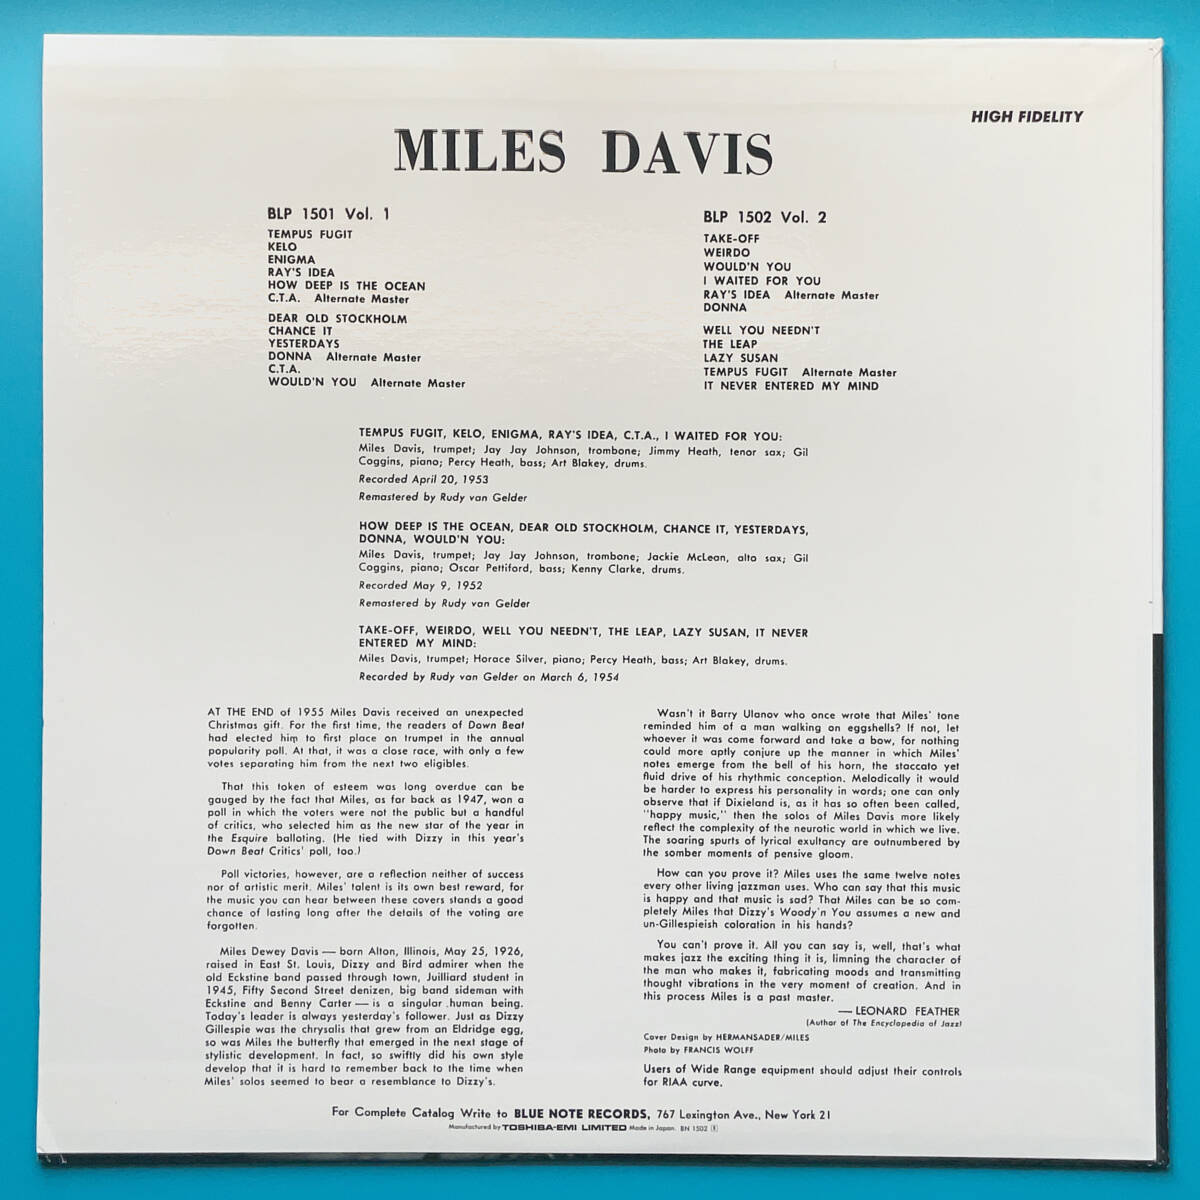 HIGH FIDELITY
MILES DAVIS
BLP 1501 Vol. 1
TEMPUS FUGIT
KELO
ENIGMA
RAY'S IDEA
HOW DEEP IS THE OCEAN
C.T.A. Alternate Master
DEAR OLD STOCKHOLM
CHANCE IT
YESTERDAYS
DONNA Alternate Master
C.T.A.
WOULD'N YOU Alternate Master
BLP 1502 Vol. 2
TAKE-OFF
WEIRDO
WOULD'N YOU
I WAITED FOR YOU
RAY'S IDEA Alternate Master
DONNA
WELL YOU NEEDN'T
THE LEAP
LAZY SUSAN
TEMPUS FUGIT Alternate Master
IT NEVER ENTERED MY MIND
TEMPUS FUGIT, KELO, ENIGMA, RAY'S IDEA, C.T.A., I WAITED FOR YOU:
Miles Davis, trumpet; Jay Jay Johnson, trombone; Jimmy Heath, tenor sax; Gil
Coggins, piano; Percy Heath, bass; Art Blakey, drums.
Recorded April 20, 1953
Remastered by Rudy van Gelder
HOW DEEP IS THE OCEAN, DEAR OLD STOCKHOLM, CHANCE IT, YESTERDAYS,
DONNA, WOULD'N YOU:
Miles Davis, trumpet; Jay Jay Johnson, trombone; Jackie McLean, alto sax; Gil
Coggins, piano; Oscar Pettiford, bass; Kenny Clarke, drums.
Recorded May 9, 1952
Remastered by Rudy van Gelder
TAKE-OFF, WEIRDO, WELL YOU NEEDN'T, THE LEAP, LAZY SUSAN, IT NEVER
ENTERED MY MIND:
Miles Davis, trumpet; Horace Silver, piano; Percy Heath, bass; Art Blakey, drums.
Recorded by Rudy van Gelder on March 6, 1954
AT THE END of 1955 Miles Davis received an unexpected
Christmas gift. For the first time, the readers of Down Beat
had elected him to first place on trumpet in the annual
popularity poll. At that, it was a close race, with only a few
votes separating him from the next two eligibles.
That this token of esteem was long overdue can be
gauged by the fact that Miles, as far back as 1947, won a
poll in which the voters were not the public but a handful
of critics, who selected him as the new star of the year in
the Esquire balloting. (He tied with Dizzy in this year's
Down Beat Critics' poll, too.)
Poll victories, however, are a reflection neither of success
nor of artistic merit. Miles' talent is its own best reward, for
the music you can hear between these covers stands a good
chance of lasting long after the details of the voting are
forgotten.
Miles Dewey Davis — born Alton, Illinois, May 25, 1926,
raised in East St. Louis, Dizzy and Bird admirer when the
old Eckstine band passed through town, Juilliard student in
1945, Fifty Second Street denizen, big band sideman with
Eckstine and Benny Carter — is a singular human being.
Today's leader is always yesterday's follower. Just as Dizzy
Gillespie was the chrysalis that grew from an Eldridge egg,
so was Miles the butterfly that emerged in the next stage of
stylistic development. In fact, so swiftly did his own style
develop that it is hard to remember back to the time when
Miles' solos seemed to bear a resemblance to Dizzy's.
Wasn't it Barry Ulanov who once wrote that Miles' tone
reminded him of a man walking on eggshells? If not, let
whoever it was come forward and take a bow, for nothing
could more aptly conjure up the manner in which Miles'
notes emerge from the bell of his horn, the staccato yet
fluid drive of his rhythmic conception. Melodically it would
be harder to express his personality in words; one can only
observe that if Dixieland is, as it has so often been called,
"happy music," then the solos of Miles Davis more likely
reflect the complexity of the neurotic world in which we live.
The soaring spurts of lyrical exultancy are outnumbered by
the somber moments of pensive gloom.
How can you prove it? Miles uses the same twelve notes
every other living jazzman uses. Who can say that this music
is happy and that music is sad? That Miles can be so com-
pletely Miles that Dizzy's Woody'n You assumes a new and
un-Gillespieish coloration in his hands?
You can't prove it. All you can say is, well, that's what
makes jazz the exciting thing it is, limning the character of
the man who makes it, fabricating moods and transmitting
thought vibrations in the very moment of creation. And in
this process Miles is a past master.
— LEONARD FEATHER
(Author of The Encyclopedia of Jazz)
Cover Design by HERMANSADER/MILES
Photo by FRANCIS WOLFF
Users of Wide Range equipment should adjust their controls
for RIAA curve.
For Complete Catalog Write to BLUE NOTE RECORDS, 767 Lexington Ave., New York 21
Manufactured by TOSHIBA-EMI LIMITED Made in Japan. BN 1502